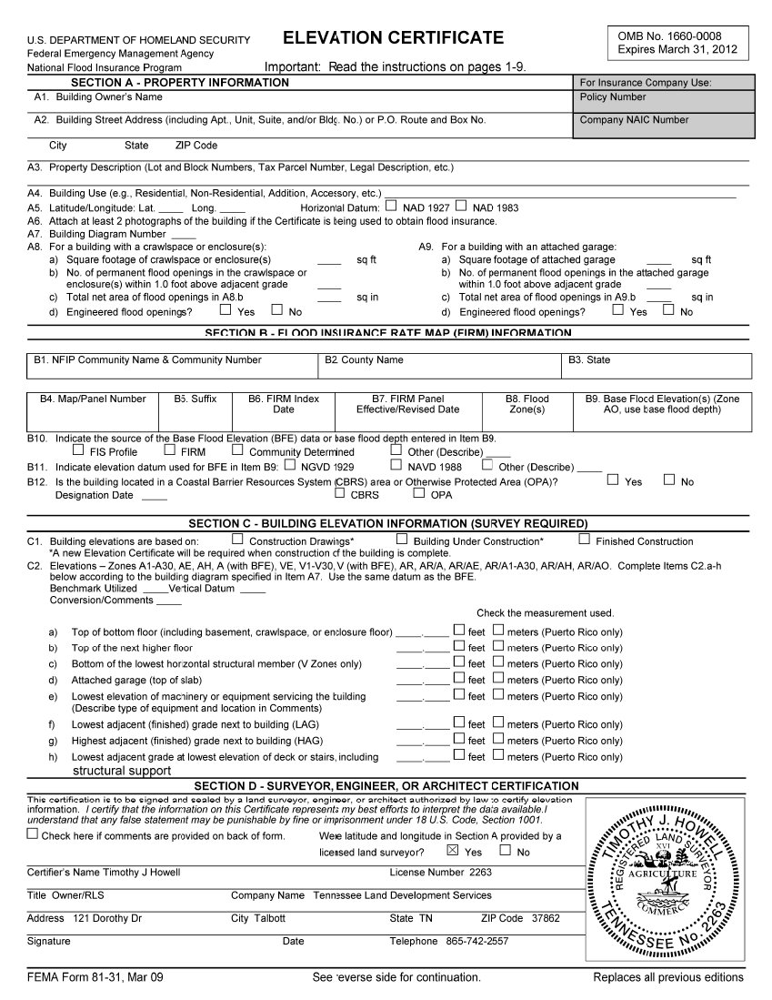 U.S. DEPARTMENT OF HOMELAND SECURITY
Federal Emergency Management Agency
National Flood Insurance Program
ELEVATION CERTIFICATE
Important: Read the instructions on pages 1-9.
OMB No. 1660-0008
Expires March 31, 2012
SECTION A - PROPERTY INFORMATION
For Insurance Company Use:
A1. Building Owner's Name
Policy Number
A2. Building Street Address (including Apt., Unit, Suite, and/or Bldg. No.) or P.O. Route and Box No.
Company NAIC Number
City State ZIP Code
A3. Property Description (Lot and Block Numbers, Tax Parcel Number, Legal Description, etc.)
A4. Building Use (e.g., Residential, Non-Residential, Addition, Accessory, etc.)
A5. Latitude/Longitude: Lat. _____ Long. _____ Horizontal Datum: ☐ NAD 1927 ☐ NAD 1983
A6. Attach at least 2 photographs of the building if the Certificate is being used to obtain flood insurance.
A7. Building Diagram Number _____
A8. For a building with a crawlspace or enclosure(s):
a) Square footage of crawlspace or enclosure(s) _____ sq ft
b) No. of permanent flood openings in the crawlspace or
enclosure(s) within 1.0 foot above adjacent grade _____
c) Total net area of flood openings in A8.b _____ sq in
d) Engineered flood openings? ☐ Yes ☐ No
A9. For a building with an attached garage:
a) Square footage of attached garage _____ sq ft
b) No. of permanent flood openings in the attached garage
within 1.0 foot above adjacent grade _____
c) Total net area of flood openings in A9.b _____ sq in
d) Engineered flood openings? ☐ Yes ☐ No
SECTION B - FLOOD INSURANCE RATE MAP (FIRM) INFORMATION
B1. NFIP Community Name & Community Number
B2 County Name
B3. State
B4. Map/Panel Number
B5. Suffix
B6. FIRM Index
Date
B7. FIRM Panel
Effective/Revised Date
B8. Flood
Zone(s)
B9. Base Flood Elevation(s) (Zone
AO, use base flood depth)
B10. Indicate the source of the Base Flood Elevation (BFE) data or base flood depth entered in Item B9.
☐ FIS Profile ☐ FIRM ☐ Community Determined ☐ Other (Describe) _____
B11. Indicate elevation datum used for BFE in Item B9: ☐ NGVD 1929 ☐ NAVD 1988 ☐ Other (Describe) _____
B12. Is the building located in a Coastal Barrier Resources System (CBRS) area or Otherwise Protected Area (OPA)? ☐ Yes ☐ No
Designation Date _____ ☐ CBRS ☐ OPA
SECTION C - BUILDING ELEVATION INFORMATION (SURVEY REQUIRED)
C1. Building elevations are based on: ☐ Construction Drawings* ☐ Building Under Construction* ☐ Finished Construction
*A new Elevation Certificate will be required when construction of the building is complete.
C2. Elevations – Zones A1-A30, AE, AH, A (with BFE), VE, V1-V30, V (with BFE), AR, AR/A, AR/AE, AR/A1-A30, AR/AH, AR/AO. Complete Items C2.a-h
below according to the building diagram specified in Item A7. Use the same datum as the BFE.
Benchmark Utilized _____Vertical Datum _____
Conversion/Comments _____
Check the measurement used.
a) Top of bottom floor (including basement, crawlspace, or enclosure floor) _____._____ ☐ feet ☐ meters (Puerto Rico only)
b) Top of the next higher floor _____._____ ☐ feet ☐ meters (Puerto Rico only)
c) Bottom of the lowest horizontal structural member (V Zones only) _____._____ ☐ feet ☐ meters (Puerto Rico only)
d) Attached garage (top of slab) _____._____ ☐ feet ☐ meters (Puerto Rico only)
e) Lowest elevation of machinery or equipment servicing the building _____._____ ☐ feet ☐ meters (Puerto Rico only)
(Describe type of equipment and location in Comments)
f) Lowest adjacent (finished) grade next to building (LAG) _____._____ ☐ feet ☐ meters (Puerto Rico only)
g) Highest adjacent (finished) grade next to building (HAG) _____._____ ☐ feet ☐ meters (Puerto Rico only)
h) Lowest adjacent grade at lowest elevation of deck or stairs, including _____._____ ☐ feet ☐ meters (Puerto Rico only)
structural support
SECTION D - SURVEYOR, ENGINEER, OR ARCHITECT CERTIFICATION
This certification is to be signed and sealed by a land surveyor, engineer, or architect authorized by law to certify elevation
information. I certify that the information on this Certificate represents my best efforts to interpret the data available.I
understand that any false statement may be punishable by fine or imprisonment under 18 U.S. Code, Section 1001.
☐ Check here if comments are provided on back of form.
Were latitude and longitude in Section A provided by a
licensed land surveyor? ☒ Yes ☐ No
Certifier's Name Timothy J Howell License Number 2263
Title Owner/RLS Company Name Tennessee Land Development Services
Address 121 Dorothy Dr City Talbott State TN ZIP Code 37862
Signature Date Telephone 865-742-2557
TIMOTHY J. HOWELL
REGISTERED LAND SURVEYOR
XVI
AGRICULTURE
COMMERCE
TENNESSEE No. 2263
FEMA Form 81-31, Mar 09
See reverse side for continuation.
Replaces all previous editions